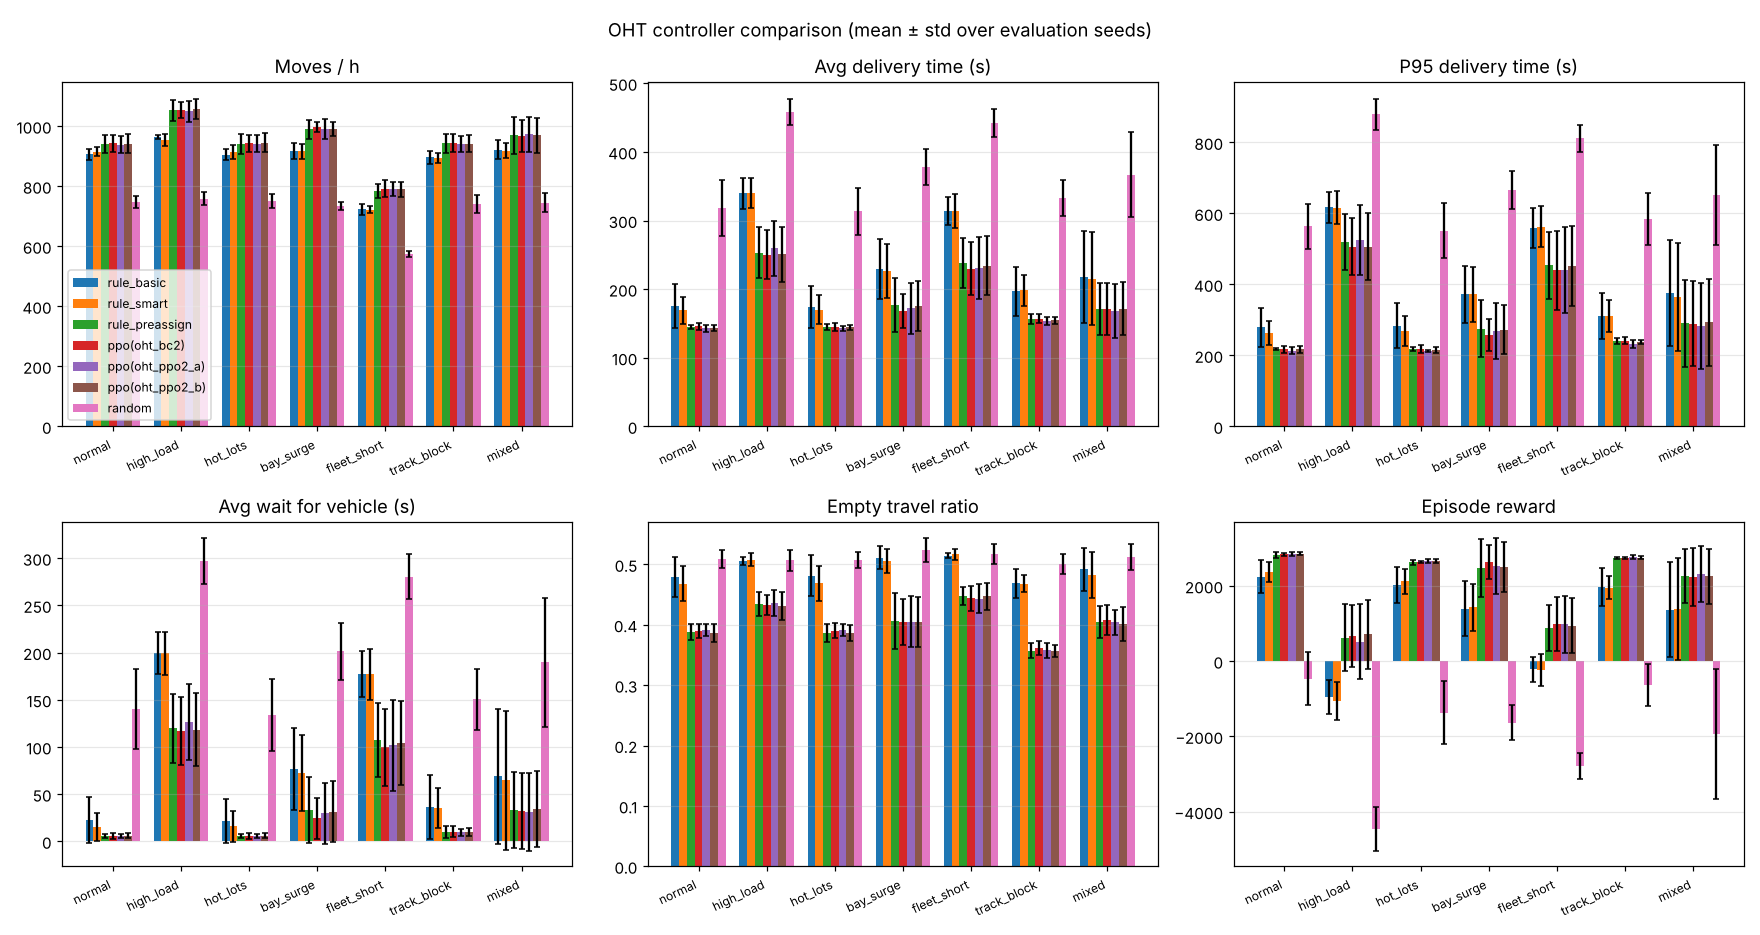 OHT controller comparison (mean ± std over evaluation seeds)
Moves / h
1000
800
600
400
200
0
rule_basic
rule_smart
rule_preassign
ppo(oht_bc2)
ppo(oht_ppo2_a)
ppo(oht_ppo2_b)
random
normal
high_load
hot_lots
bay_surge
fleet_short
track_block
mixed
Avg delivery time (s)
500
400
300
200
100
0
normal
high_load
hot_lots
bay_surge
fleet_short
track_block
mixed
P95 delivery time (s)
800
600
400
200
0
normal
high_load
hot_lots
bay_surge
fleet_short
track_block
mixed
Avg wait for vehicle (s)
300
250
200
150
100
50
0
normal
high_load
hot_lots
bay_surge
fleet_short
track_block
mixed
Empty travel ratio
0.5
0.4
0.3
0.2
0.1
0.0
normal
high_load
hot_lots
bay_surge
fleet_short
track_block
mixed
Episode reward
2000
0
−2000
−4000
normal
high_load
hot_lots
bay_surge
fleet_short
track_block
mixed